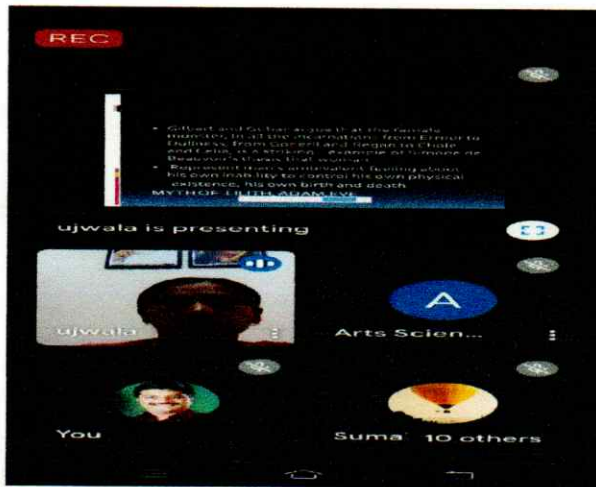 REC
• Gilbert and Gubar argue that the female
monster, in all the incarnations, from Errour to
Dullness, from Goneril and Regan to Chloe
and Celia, is a striking example of Simone de
Beauvoir's thesis that woman
• Represent man's ambivalent feeling about
his own inability to control his own physical
existence, his own birth and death.
MYTH OF LILITH ADAM EVE
ujwala is presenting
ujwala
A
Arts Scien...
You
Suma
10 others